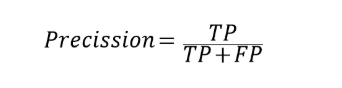 Precission = TP / TP + FP